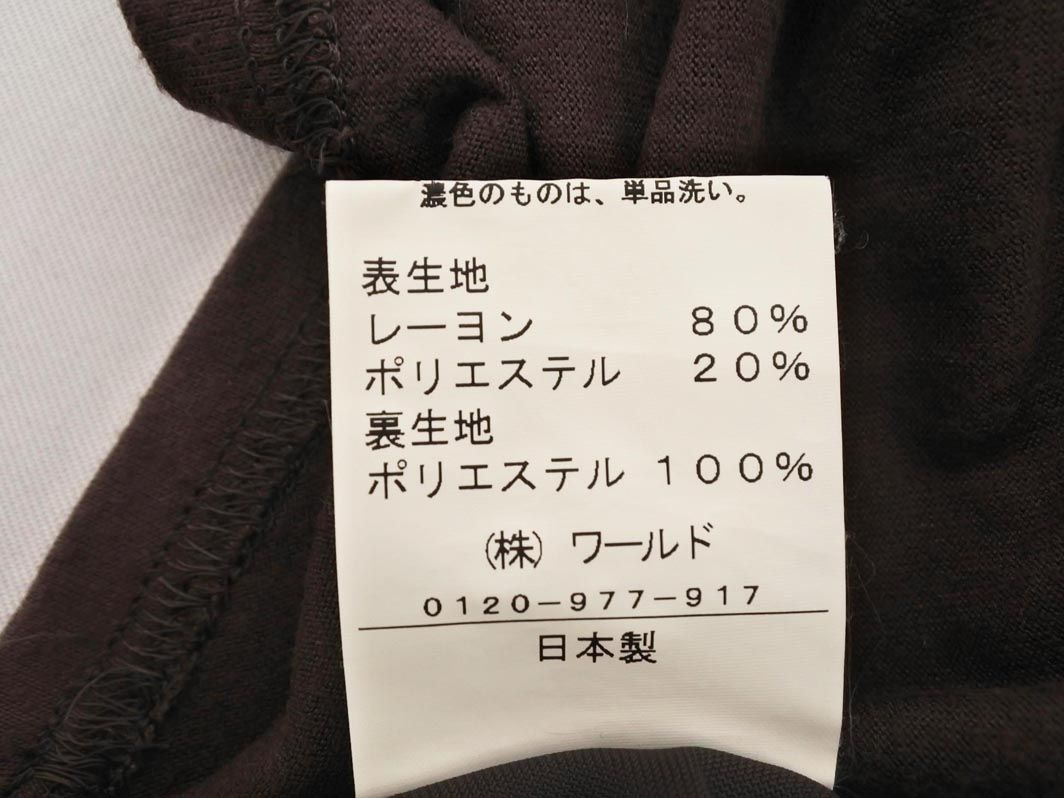 濃色のものは、単品洗い。
表生地
レーヨン 80%
ポリエステル 20%
裏生地
ポリエステル 100%
(株) ワールド
0120-977-917
日本製